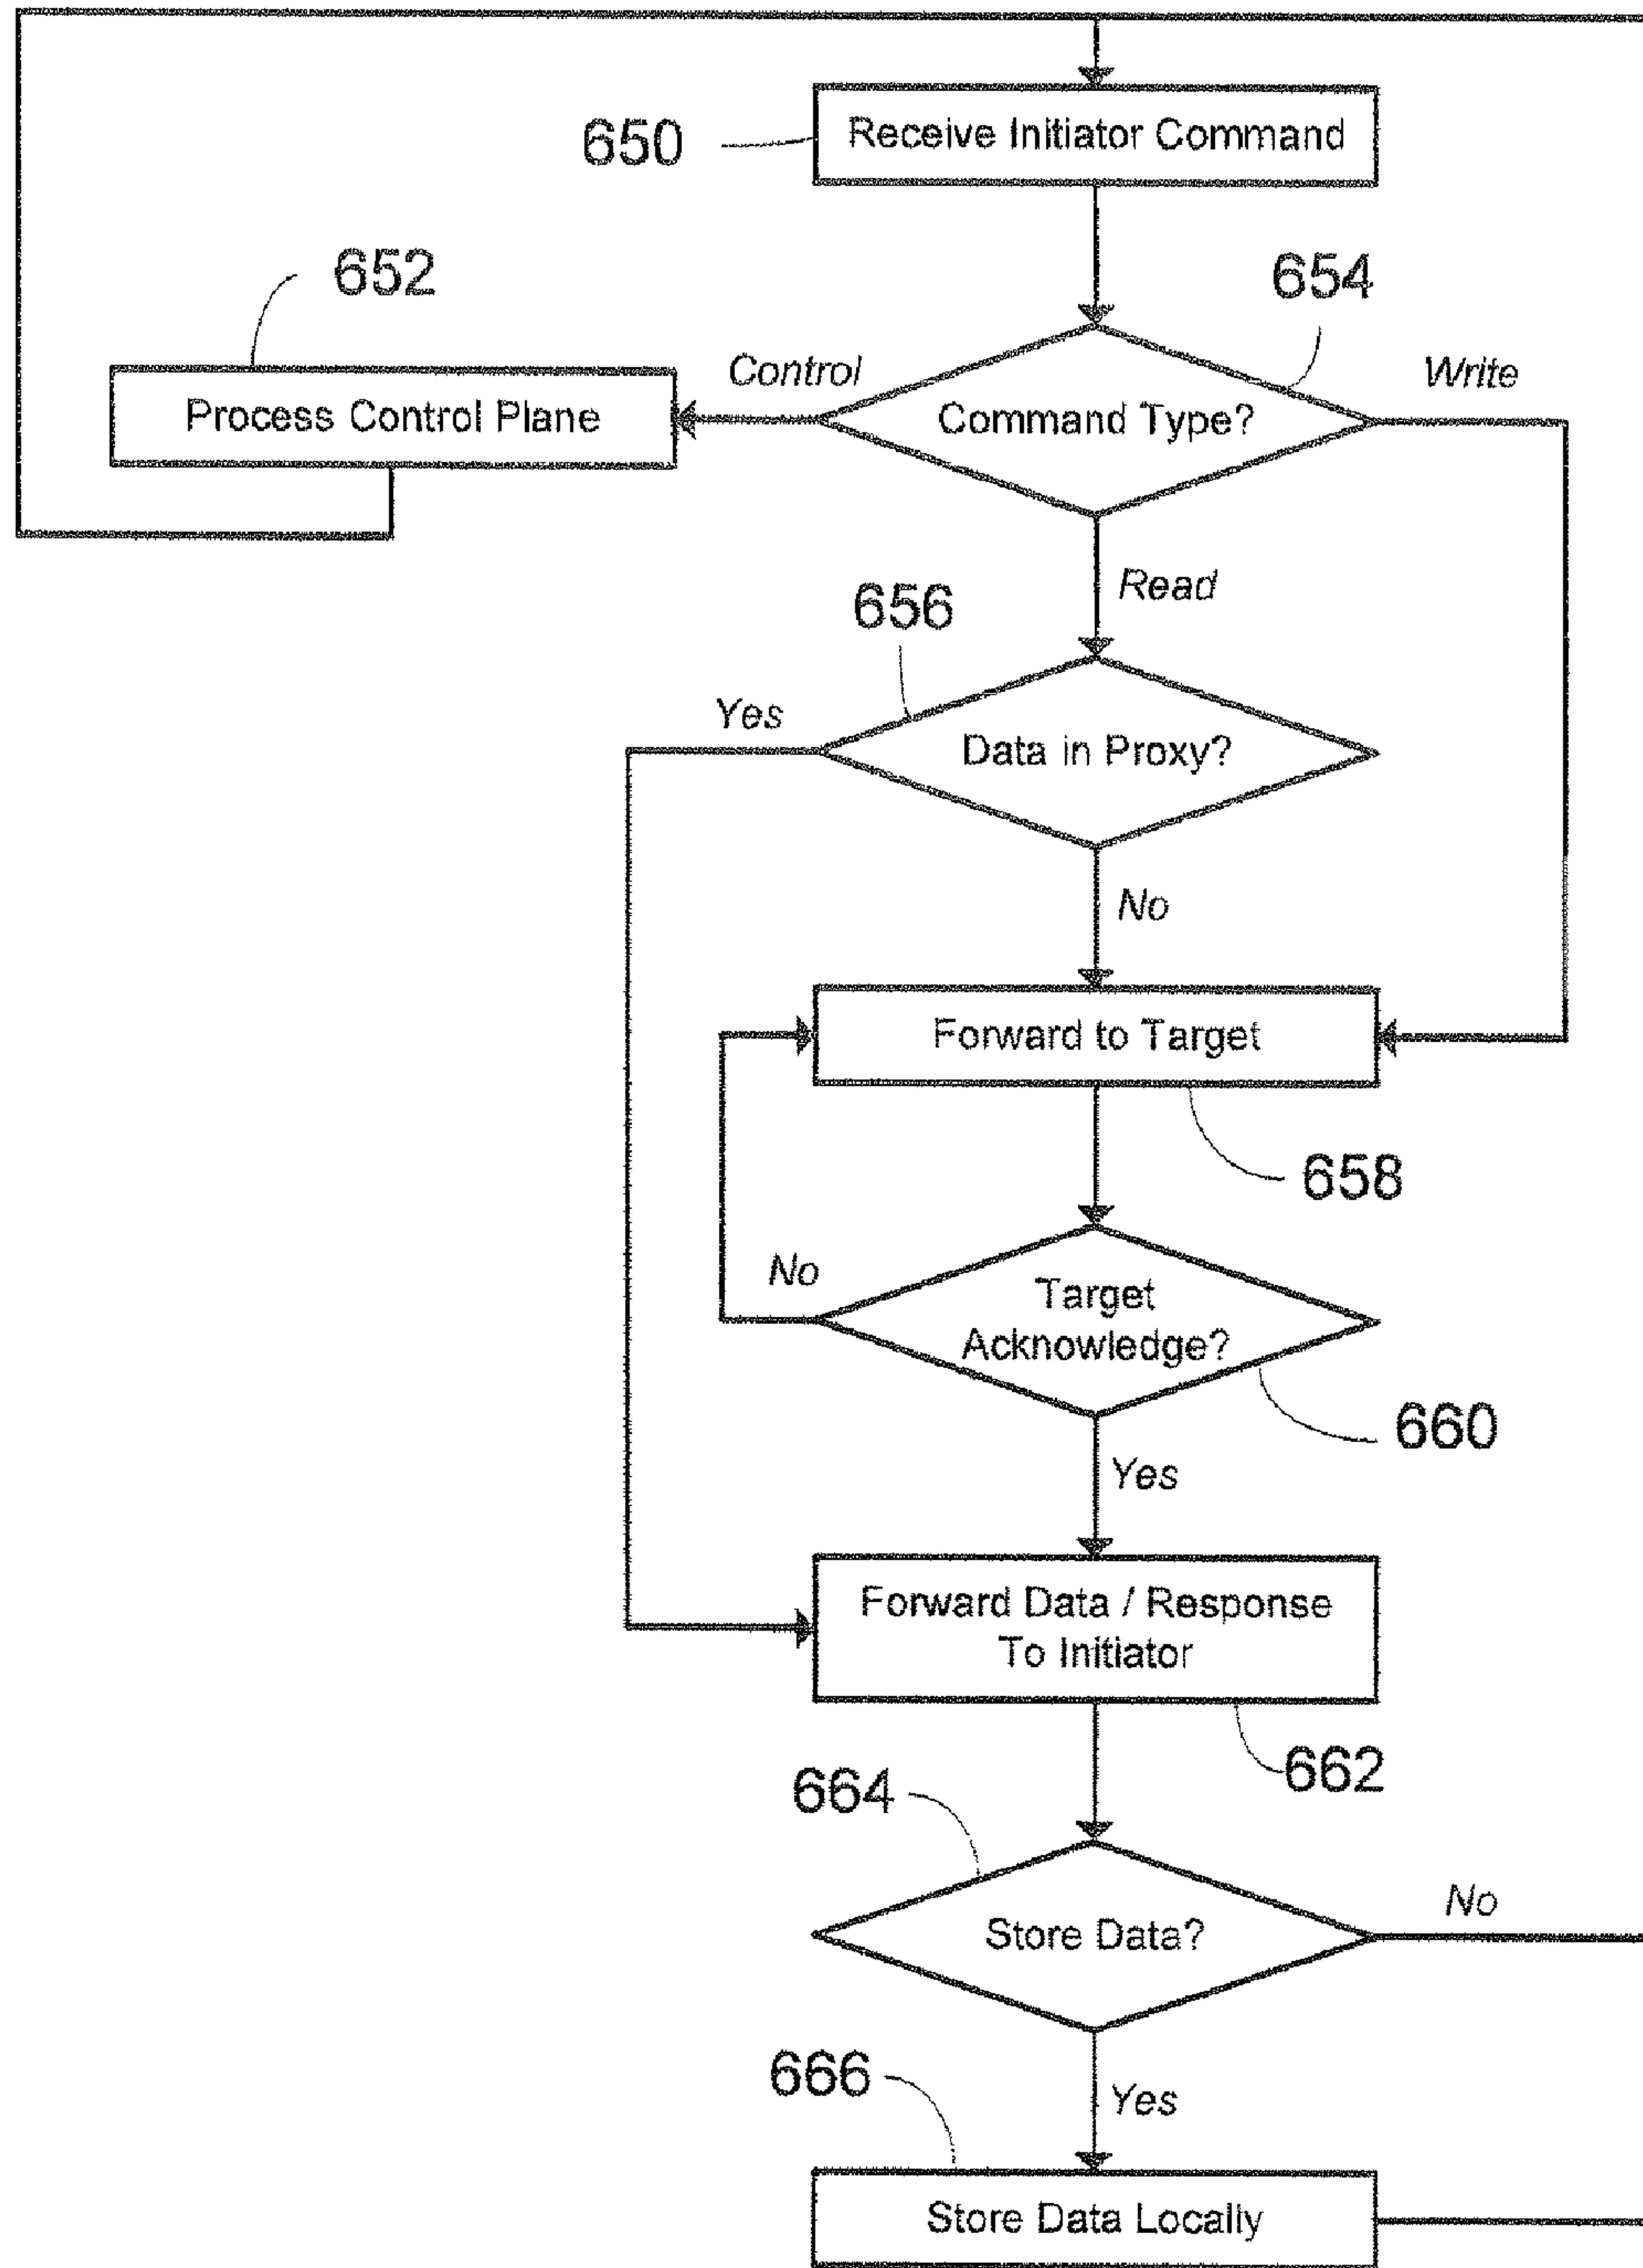 650
Receive Initiator Command
652
654
Control
Write
Process Control Plane
Command Type?
Read
656
Yes
Data in Proxy?
No
Forward to Target
658
No
Target
Acknowledge?
660
Yes
Forward Data / Response
To Initiator
662
664
No
Store Data?
666
Yes
Store Data Locally